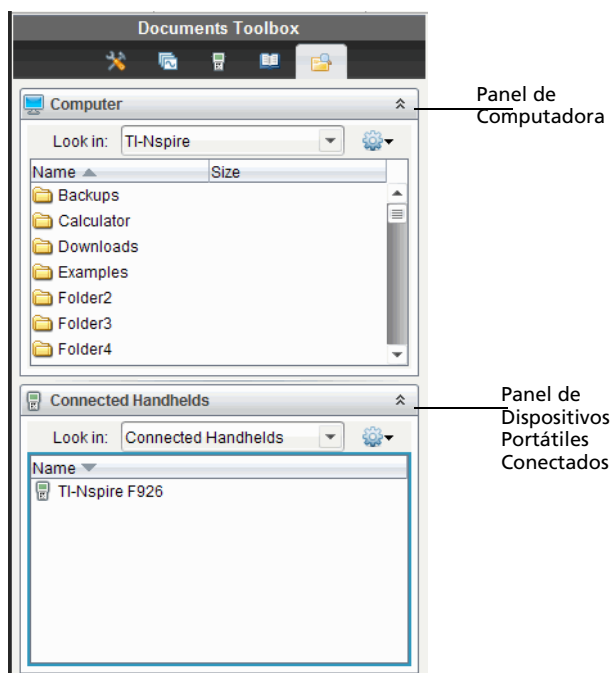 Documents Toolbox
Computer
Panel de
Computadora
Look in: TI-Nspire
Name Size
Backups
Calculator
Downloads
Examples
Folder2
Folder3
Folder4
Connected Handhelds
Panel de
Dispositivos
Portátiles
Conectados
Look in: Connected Handhelds
Name
TI-Nspire F926